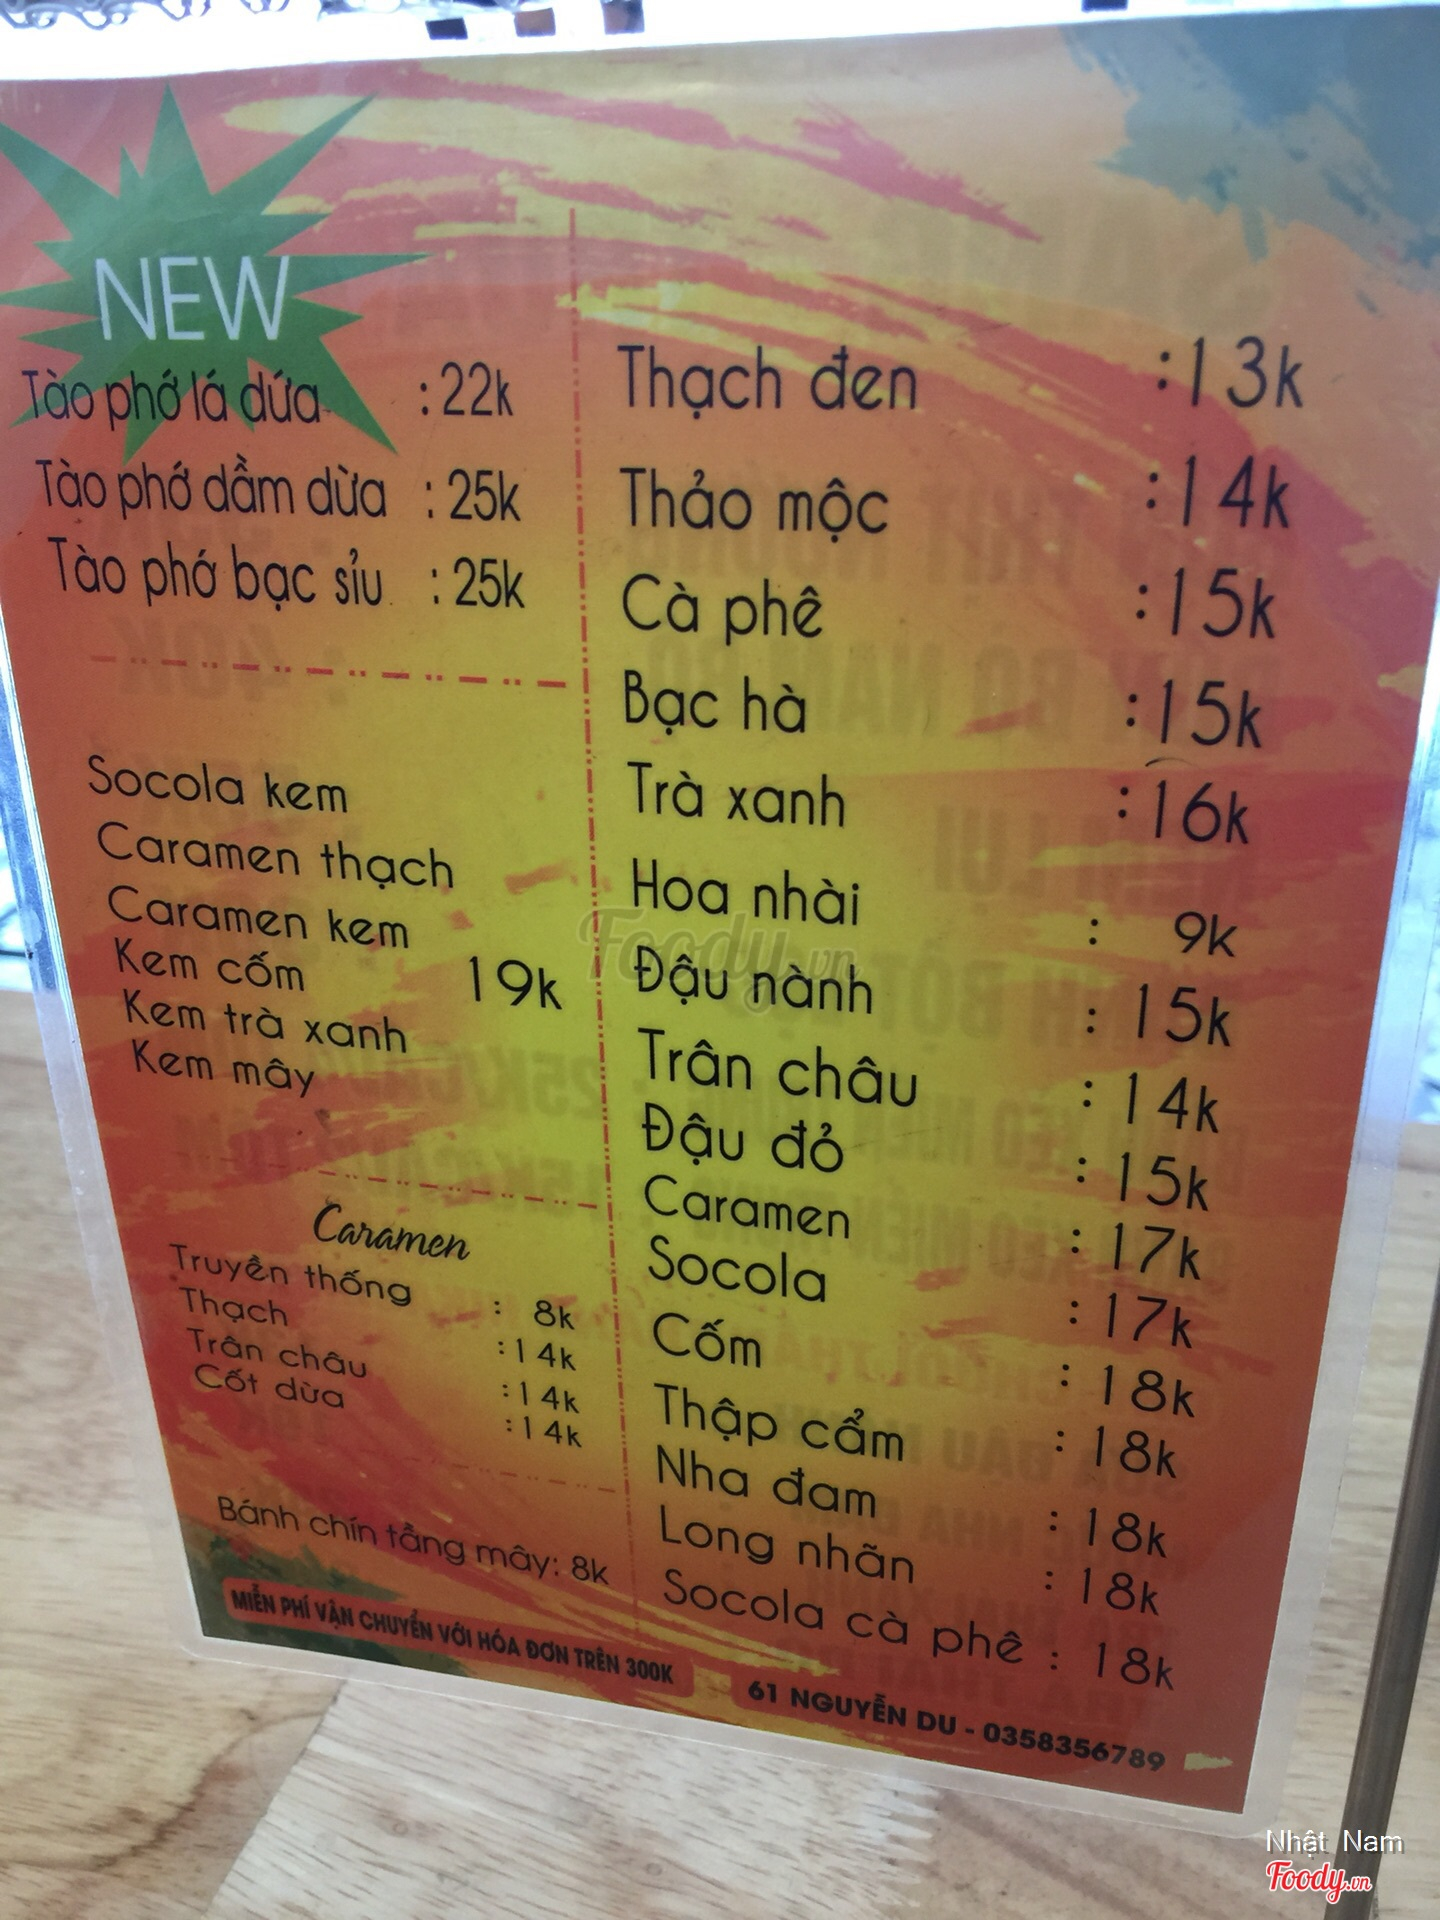 NEW
Tào phớ lá dứa : 22k
Tào phớ dầm dừa : 25k
Tào phớ bạc sỉu : 25k
Socola kem
Caramen thạch
Caramen kem
Kem cốm
19k
Kem trà xanh
Kem mây
Caramen
Truyền thống : 8k
Thạch : 14k
Trân châu : 14k
Cốt dừa : 14k
Bánh chín tầng mây: 8k
MIỄN PHÍ VẬN CHUYỂN VỚI HÓA ĐƠN TRÊN 300K
Thạch đen : 13k
Thảo mộc : 14k
Cà phê : 15k
Bạc hà : 15k
Trà xanh : 16k
Hoa nhài : 9k
Đậu nành : 15k
Trân châu : 14k
Đậu đỏ : 15k
Caramen : 17k
Socola : 17k
Cốm : 18k
Thập cẩm : 18k
Nha đam : 18k
Long nhãn : 18k
Socola cà phê : 18k
61 NGUYỄN DU - 0358356789
Foody.vn
Nhật Nam
Foody.vn